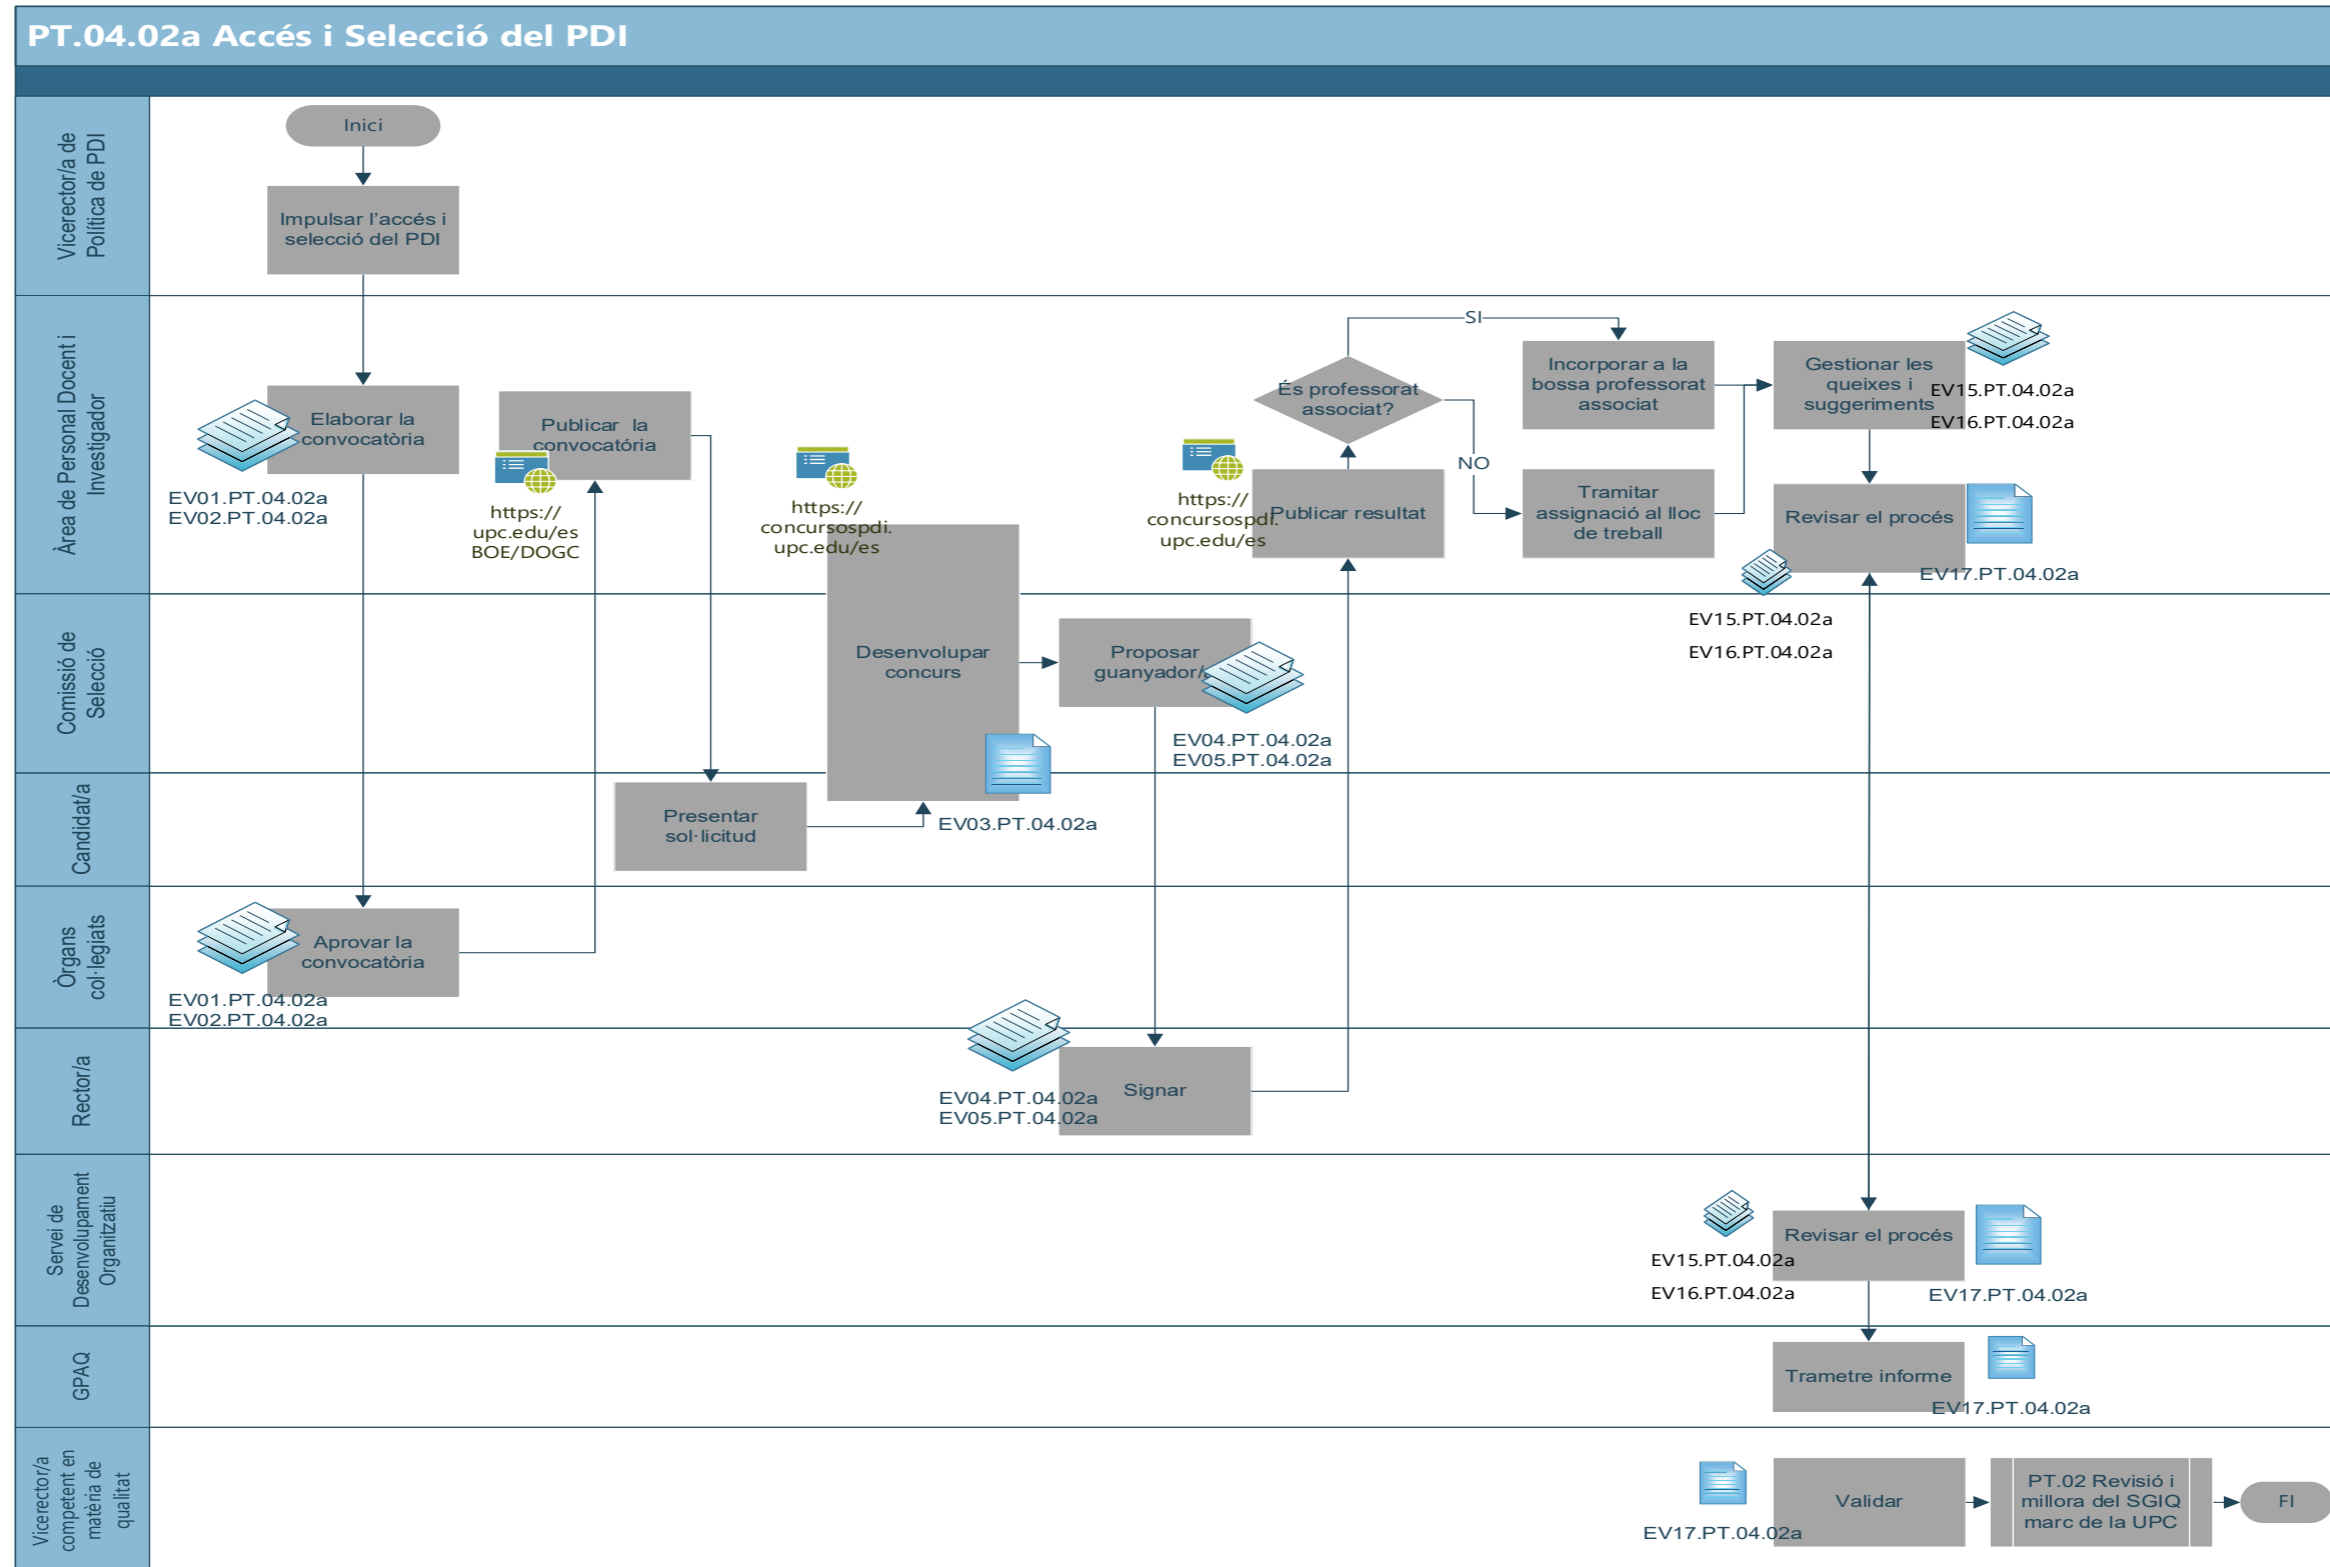 PT.04.02a Accés i Selecció del PDI
Vicerector/a de
Política de PDI
Inici
Impulsar l'accés i
selecció del PDI
Àrea de Personal Docent i
Investigador
Elaborar la
convocatòria
EV01.PT.04.02a
EV02.PT.04.02a
Publicar la
convocatória
https://
upc.edu/es
BOE/DOGC
https://
concursospdi.
upc.edu/es
https://
concursospdi.
upc.edu/es
Publicar resultat
És professorat
associat?
SI
NO
Incorporar a la
bossa professorat
associat
Tramitar
assignació al lloc
de treball
Gestionar les
queixes i
suggeriments
EV15.PT.04.02a
EV16.PT.04.02a
Revisar el procés
EV17.PT.04.02a
EV15.PT.04.02a
EV16.PT.04.02a
Comissió de
Selecció
Desenvolupar
concurs
Proposar
guanyador/
EV04.PT.04.02a
EV05.PT.04.02a
EV03.PT.04.02a
Candidat/a
Presentar
sol·licitud
Òrgans
col·legiats
Aprovar la
convocatòria
EV01.PT.04.02a
EV02.PT.04.02a
Rector/a
Signar
EV04.PT.04.02a
EV05.PT.04.02a
Servei de
Desenvolupament
Organitzatiu
Revisar el procés
EV15.PT.04.02a
EV16.PT.04.02a
EV17.PT.04.02a
GPAQ
Trametre informe
EV17.PT.04.02a
Vicerector/a
competent en
matèria de
qualitat
EV17.PT.04.02a
Validar
PT.02 Revisió i
millora del SGIQ
marc de la UPC
FI